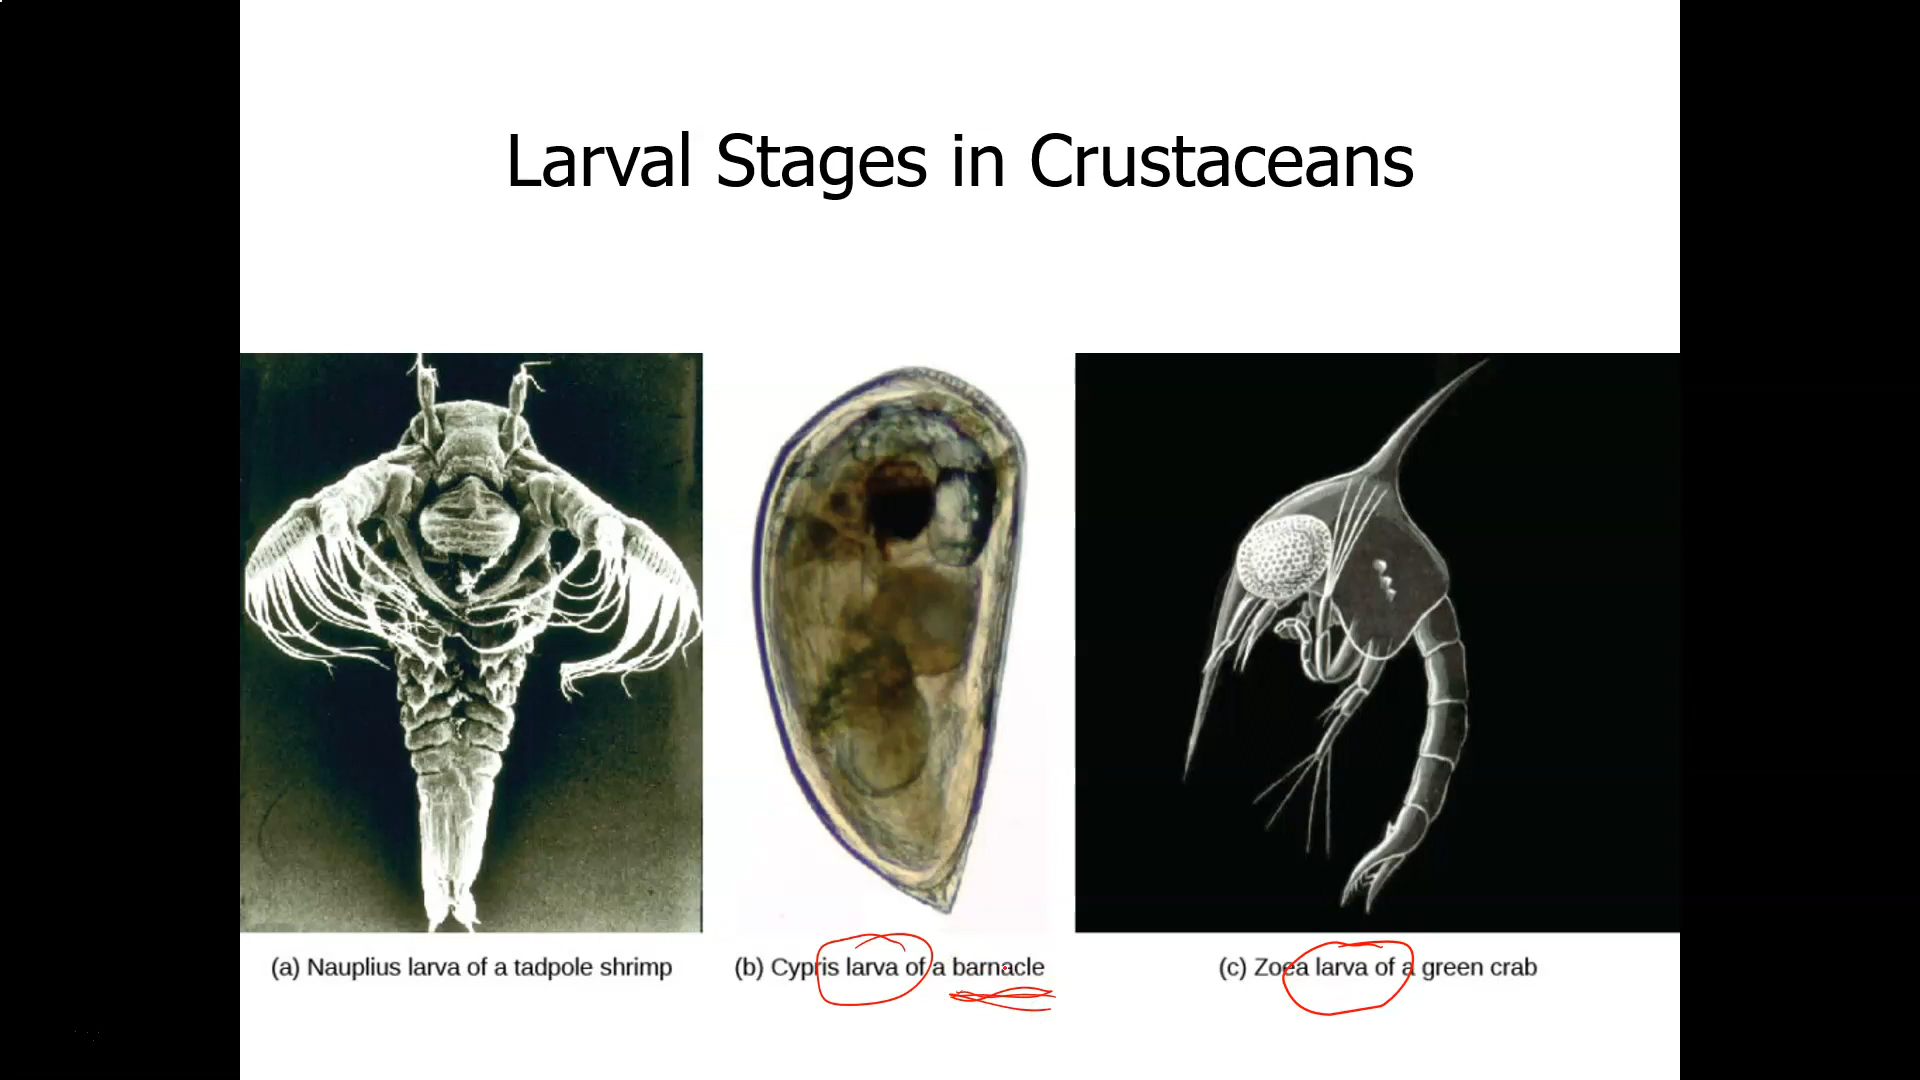 Larval Stages in Crustaceans
(a) Nauplius larva of a tadpole shrimp
(b) Cypris larva of a barnacle
(c) Zoea larva of a green crab